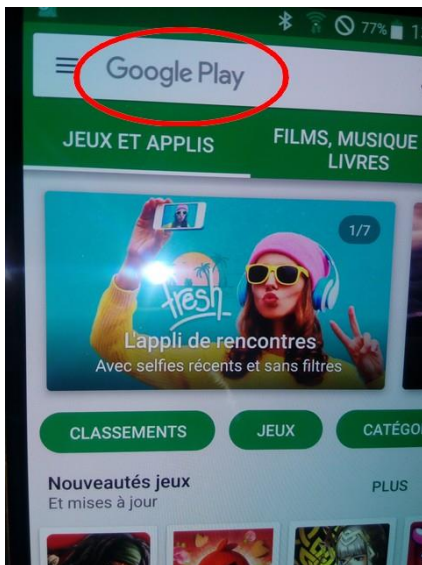 77%
Google Play
JEUX ET APPLIS
FILMS, MUSIQUE
LIVRES
1/7
fresh
L'appli de rencontres
Avec selfies récents et sans filtres
CLASSEMENTS
JEUX
CATÉGO
Nouveautés jeux
PLUS
Et mises à jour